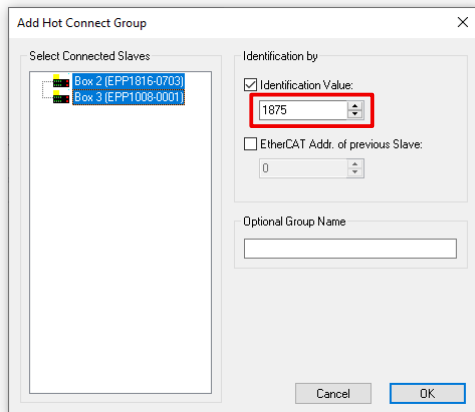 Add Hot Connect Group
Select Connected Slaves
Box 2 (EPP1816-0703)
Box 3 (EPP1008-0001)
Identification by
Identification Value:
1875
EtherCAT Addr. of previous Slave:
0
Optional Group Name
Cancel
OK